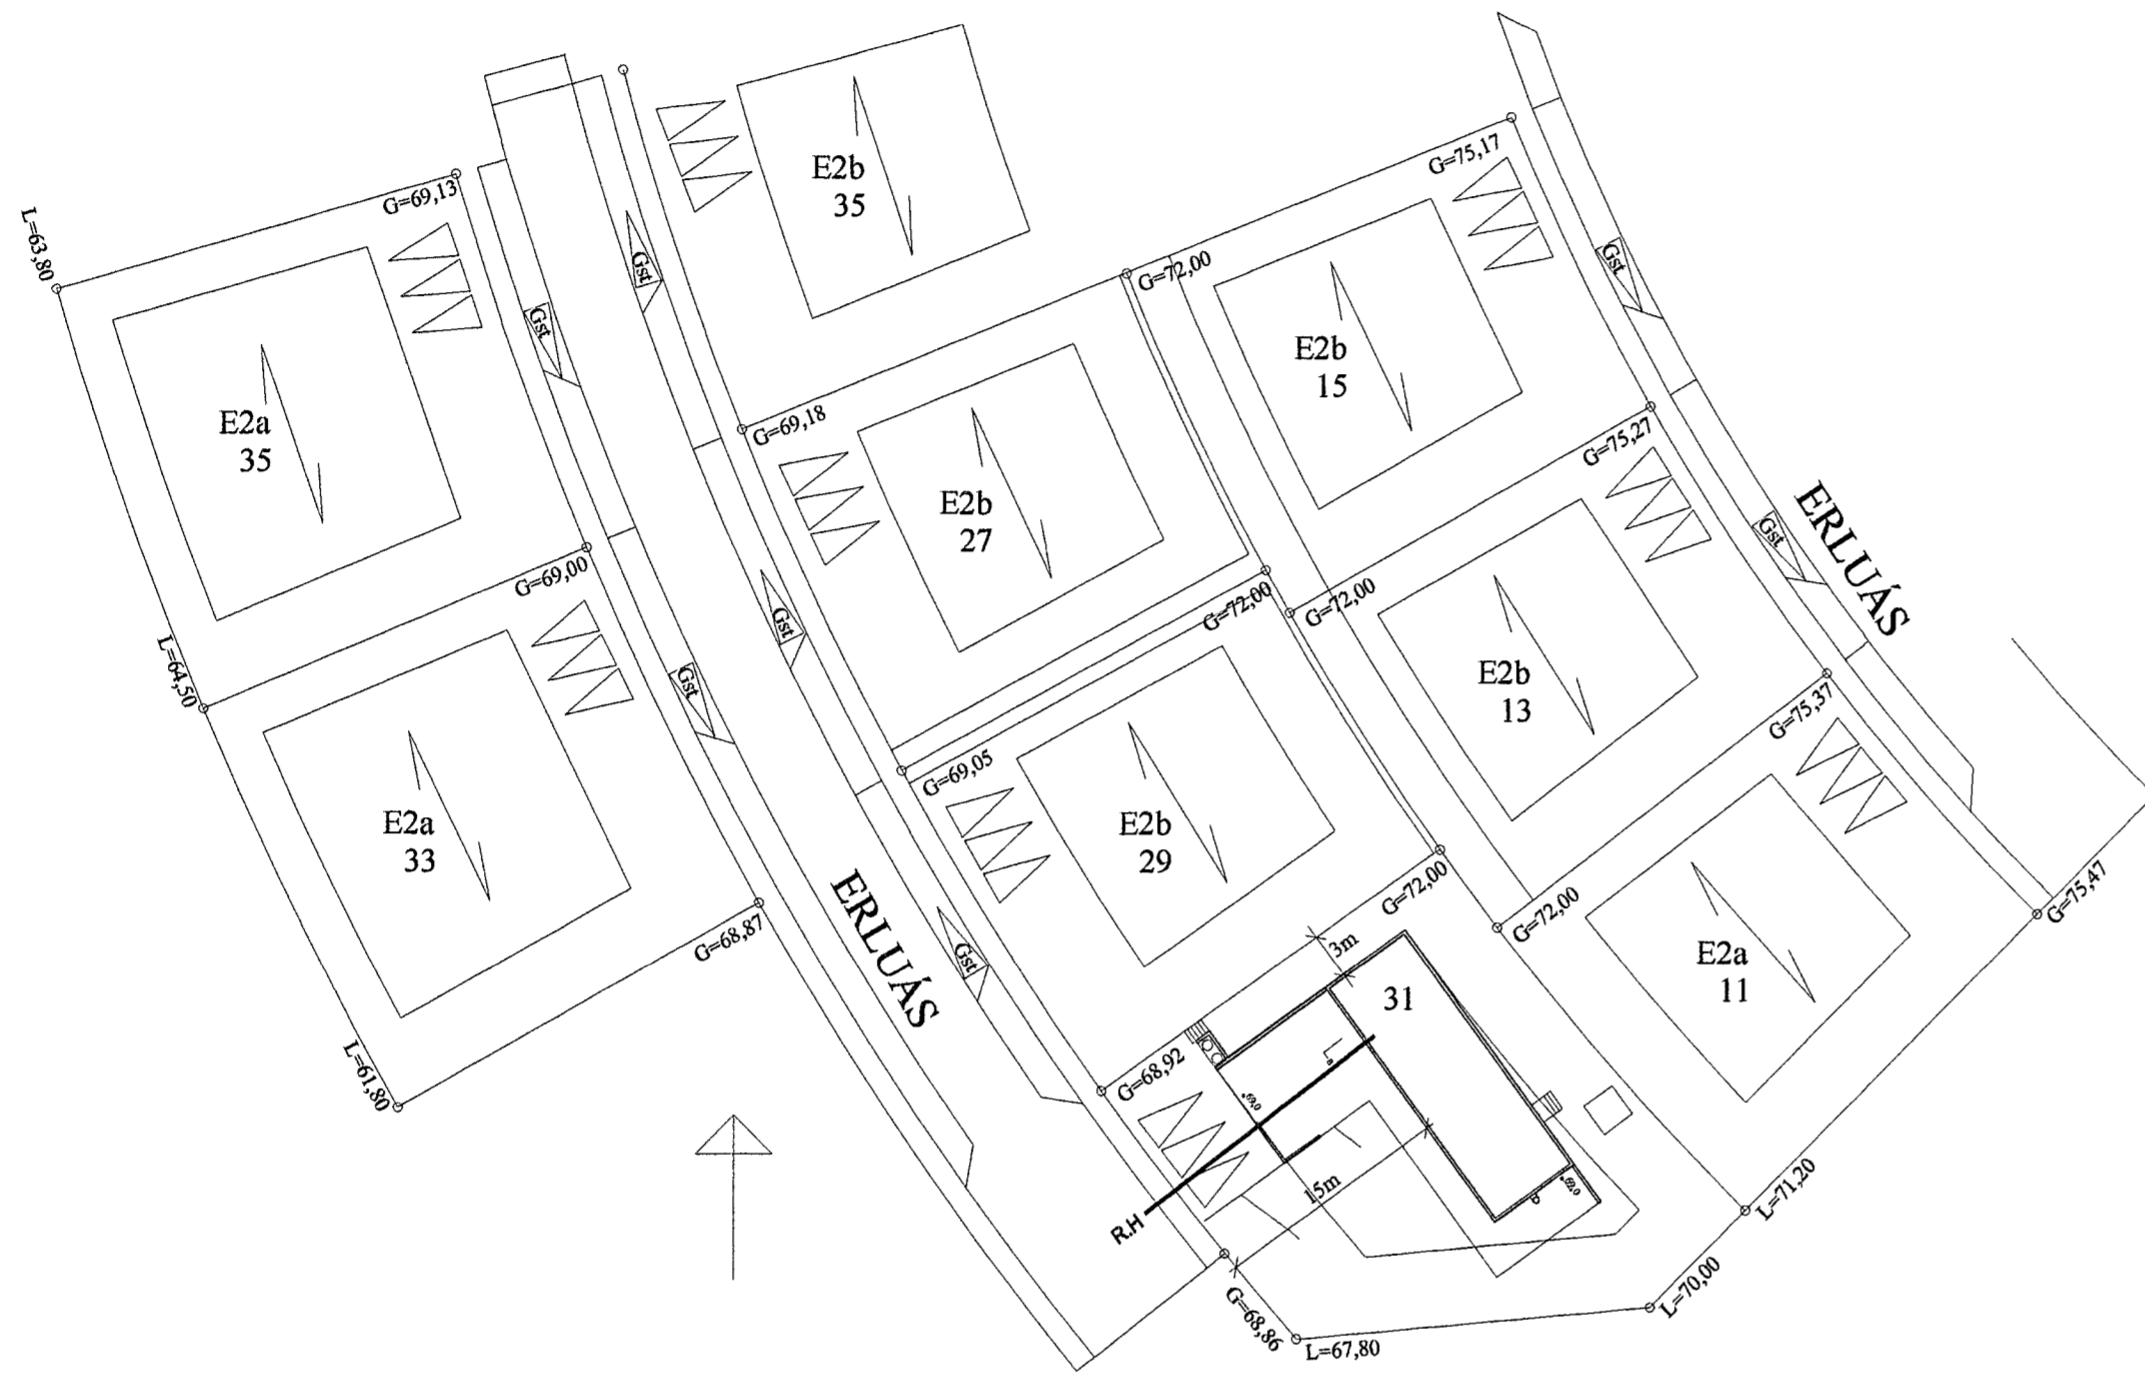 E2b
35
G=75,17
L=63,80
G=69,13
Gst
Gst
Gst
G=72,00
E2b
15
E2a
35
G=69,18
E2b
27
G=75,27
Gst
Gst
ERLUÁS
G=69,00
G=72,00
G=72,00
Gst
L=64,50
Gst
E2b
13
G=75,37
G=69,05
E2b
29
E2a
33
G=68,87
ERLUÁS
G=72,00
G=72,00
G=75,47
Gst
3m
31
E2a
11
L=61,80
G=68,92
15m
R.H
L=71,20
G=68,86
L=70,00
L=67,80